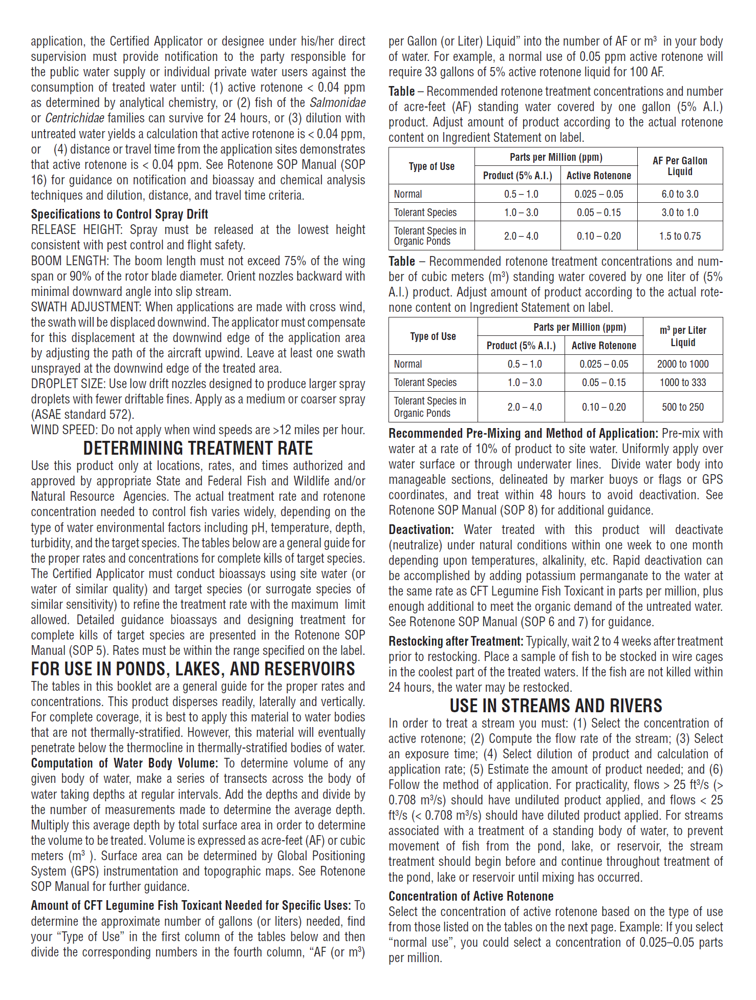 application, the Certified Applicator or designee under his/her direct
supervision must provide notification to the party responsible for
the public water supply or individual private water users against the
consumption of treated water until: (1) active rotenone < 0.04 ppm
as determined by analytical chemistry, or (2) fish of the Salmonidae
or Centrichidae families can survive for 24 hours, or (3) dilution with
untreated water yields a calculation that active rotenone is < 0.04 ppm,
or (4) distance or travel time from the application sites demonstrates
that active rotenone is < 0.04 ppm. See Rotenone SOP Manual (SOP
16) for guidance on notification and bioassay and chemical analysis
techniques and dilution, distance, and travel time criteria.
Specifications to Control Spray Drift
RELEASE HEIGHT: Spray must be released at the lowest height
consistent with pest control and flight safety.
BOOM LENGTH: The boom length must not exceed 75% of the wing
span or 90% of the rotor blade diameter. Orient nozzles backward with
minimal downward angle into slip stream.
SWATH ADJUSTMENT: When applications are made with cross wind,
the swath will be displaced downwind. The applicator must compensate
for this displacement at the downwind edge of the application area
by adjusting the path of the aircraft upwind. Leave at least one swath
unsprayed at the downwind edge of the treated area.
DROPLET SIZE: Use low drift nozzles designed to produce larger spray
droplets with fewer driftable fines. Apply as a medium or coarser spray
(ASAE standard 572).
WIND SPEED: Do not apply when wind speeds are >12 miles per hour.
DETERMINING TREATMENT RATE
Use this product only at locations, rates, and times authorized and
approved by appropriate State and Federal Fish and Wildlife and/or
Natural Resource Agencies. The actual treatment rate and rotenone
concentration needed to control fish varies widely, depending on the
type of water environmental factors including pH, temperature, depth,
turbidity, and the target species. The tables below are a general guide for
the proper rates and concentrations for complete kills of target species.
The Certified Applicator must conduct bioassays using site water (or
water of similar quality) and target species (or surrogate species of
similar sensitivity) to refine the treatment rate with the maximum limit
allowed. Detailed guidance bioassays and designing treatment for
complete kills of target species are presented in the Rotenone SOP
Manual (SOP 5). Rates must be within the range specified on the label.
FOR USE IN PONDS, LAKES, AND RESERVOIRS
The tables in this booklet are a general guide for the proper rates and
concentrations. This product disperses readily, laterally and vertically.
For complete coverage, it is best to apply this material to water bodies
that are not thermally-stratified. However, this material will eventually
penetrate below the thermocline in thermally-stratified bodies of water.
Computation of Water Body Volume: To determine volume of any
given body of water, make a series of transects across the body of
water taking depths at regular intervals. Add the depths and divide by
the number of measurements made to determine the average depth.
Multiply this average depth by total surface area in order to determine
the volume to be treated. Volume is expressed as acre-feet (AF) or cubic
meters (m³ ). Surface area can be determined by Global Positioning
System (GPS) instrumentation and topographic maps. See Rotenone
SOP Manual for further guidance.
Amount of CFT Legumine Fish Toxicant Needed for Specific Uses: To
determine the approximate number of gallons (or liters) needed, find
your “Type of Use” in the first column of the tables below and then
divide the corresponding numbers in the fourth column, “AF (or m³)
per Gallon (or Liter) Liquid” into the number of AF or m³ in your body
of water. For example, a normal use of 0.05 ppm active rotenone will
require 33 gallons of 5% active rotenone liquid for 100 AF.
Table – Recommended rotenone treatment concentrations and number
of acre-feet (AF) standing water covered by one gallon (5% A.I.)
product. Adjust amount of product according to the actual rotenone
content on Ingredient Statement on label.
Type of Use Parts per Million (ppm) AF Per Gallon Liquid
Product (5% A.I.) Active Rotenone
Normal 0.5 – 1.0 0.025 – 0.05 6.0 to 3.0
Tolerant Species 1.0 – 3.0 0.05 – 0.15 3.0 to 1.0
Tolerant Species in Organic Ponds 2.0 – 4.0 0.10 – 0.20 1.5 to 0.75
Table – Recommended rotenone treatment concentrations and num-
ber of cubic meters (m³) standing water covered by one liter of (5%
A.I.) product. Adjust amount of product according to the actual rote-
none content on Ingredient Statement on label.
Type of Use Parts per Million (ppm) m³ per Liter Liquid
Product (5% A.I.) Active Rotenone
Normal 0.5 – 1.0 0.025 – 0.05 2000 to 1000
Tolerant Species 1.0 – 3.0 0.05 – 0.15 1000 to 333
Tolerant Species in Organic Ponds 2.0 – 4.0 0.10 – 0.20 500 to 250
Recommended Pre-Mixing and Method of Application: Pre-mix with
water at a rate of 10% of product to site water. Uniformly apply over
water surface or through underwater lines. Divide water body into
manageable sections, delineated by marker buoys or flags or GPS
coordinates, and treat within 48 hours to avoid deactivation. See
Rotenone SOP Manual (SOP 8) for additional guidance.
Deactivation: Water treated with this product will deactivate
(neutralize) under natural conditions within one week to one month
depending upon temperatures, alkalinity, etc. Rapid deactivation can
be accomplished by adding potassium permanganate to the water at
the same rate as CFT Legumine Fish Toxicant in parts per million, plus
enough additional to meet the organic demand of the untreated water.
See Rotenone SOP Manual (SOP 6 and 7) for guidance.
Restocking after Treatment: Typically, wait 2 to 4 weeks after treatment
prior to restocking. Place a sample of fish to be stocked in wire cages
in the coolest part of the treated waters. If the fish are not killed within
24 hours, the water may be restocked.
USE IN STREAMS AND RIVERS
In order to treat a stream you must: (1) Select the concentration of
active rotenone; (2) Compute the flow rate of the stream; (3) Select
an exposure time; (4) Select dilution of product and calculation of
application rate; (5) Estimate the amount of product needed; and (6)
Follow the method of application. For practicality, flows > 25 ft³/s (>
0.708 m³/s) should have undiluted product applied, and flows < 25
ft³/s (< 0.708 m³/s) should have diluted product applied. For streams
associated with a treatment of a standing body of water, to prevent
movement of fish from the pond, lake, or reservoir, the stream
treatment should begin before and continue throughout treatment of
the pond, lake or reservoir until mixing has occurred.
Concentration of Active Rotenone
Select the concentration of active rotenone based on the type of use
from those listed on the tables on the next page. Example: If you select
“normal use”, you could select a concentration of 0.025–0.05 parts
per million.